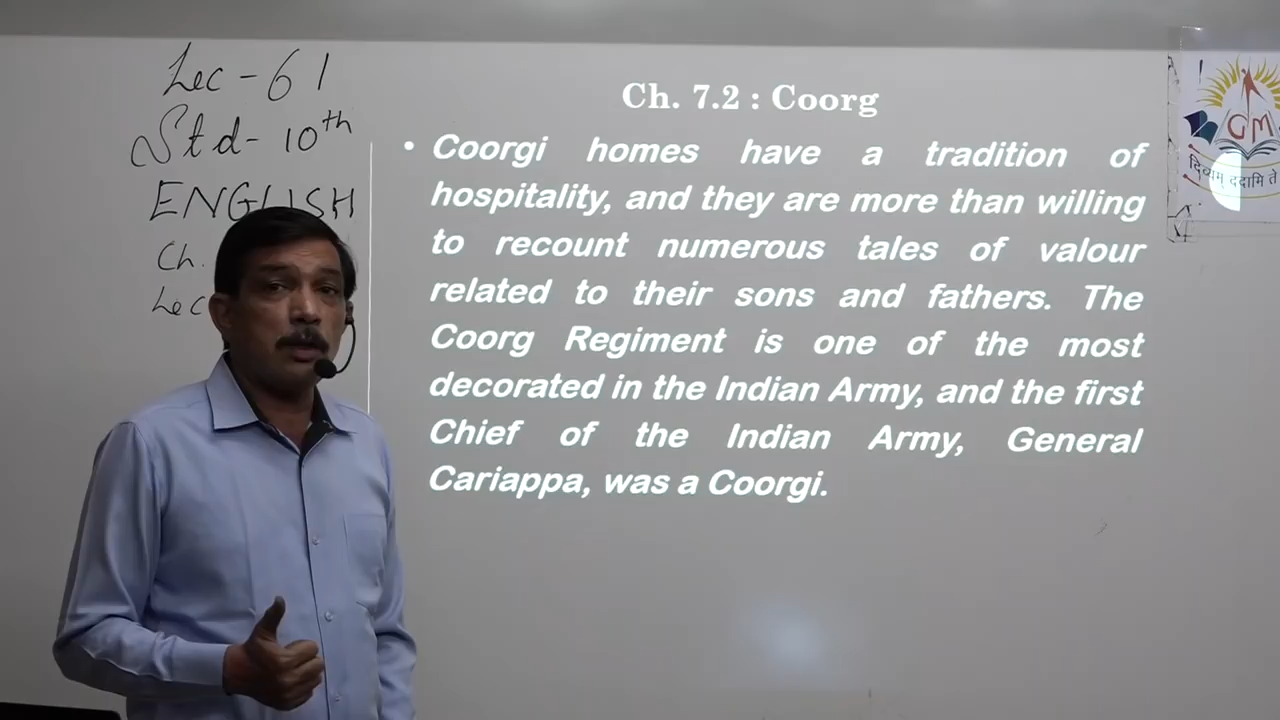 Lec - 61
Std - 10th
ENGLISH
Ch.
Lec
Ch. 7.2 : Coorg
• Coorgi homes have a tradition of
hospitality, and they are more than willing
to recount numerous tales of valour
related to their sons and fathers. The
Coorg Regiment is one of the most
decorated in the Indian Army, and the first
Chief of the Indian Army, General
Cariappa, was a Coorgi.
GM
दिव्यम् ददामि ते